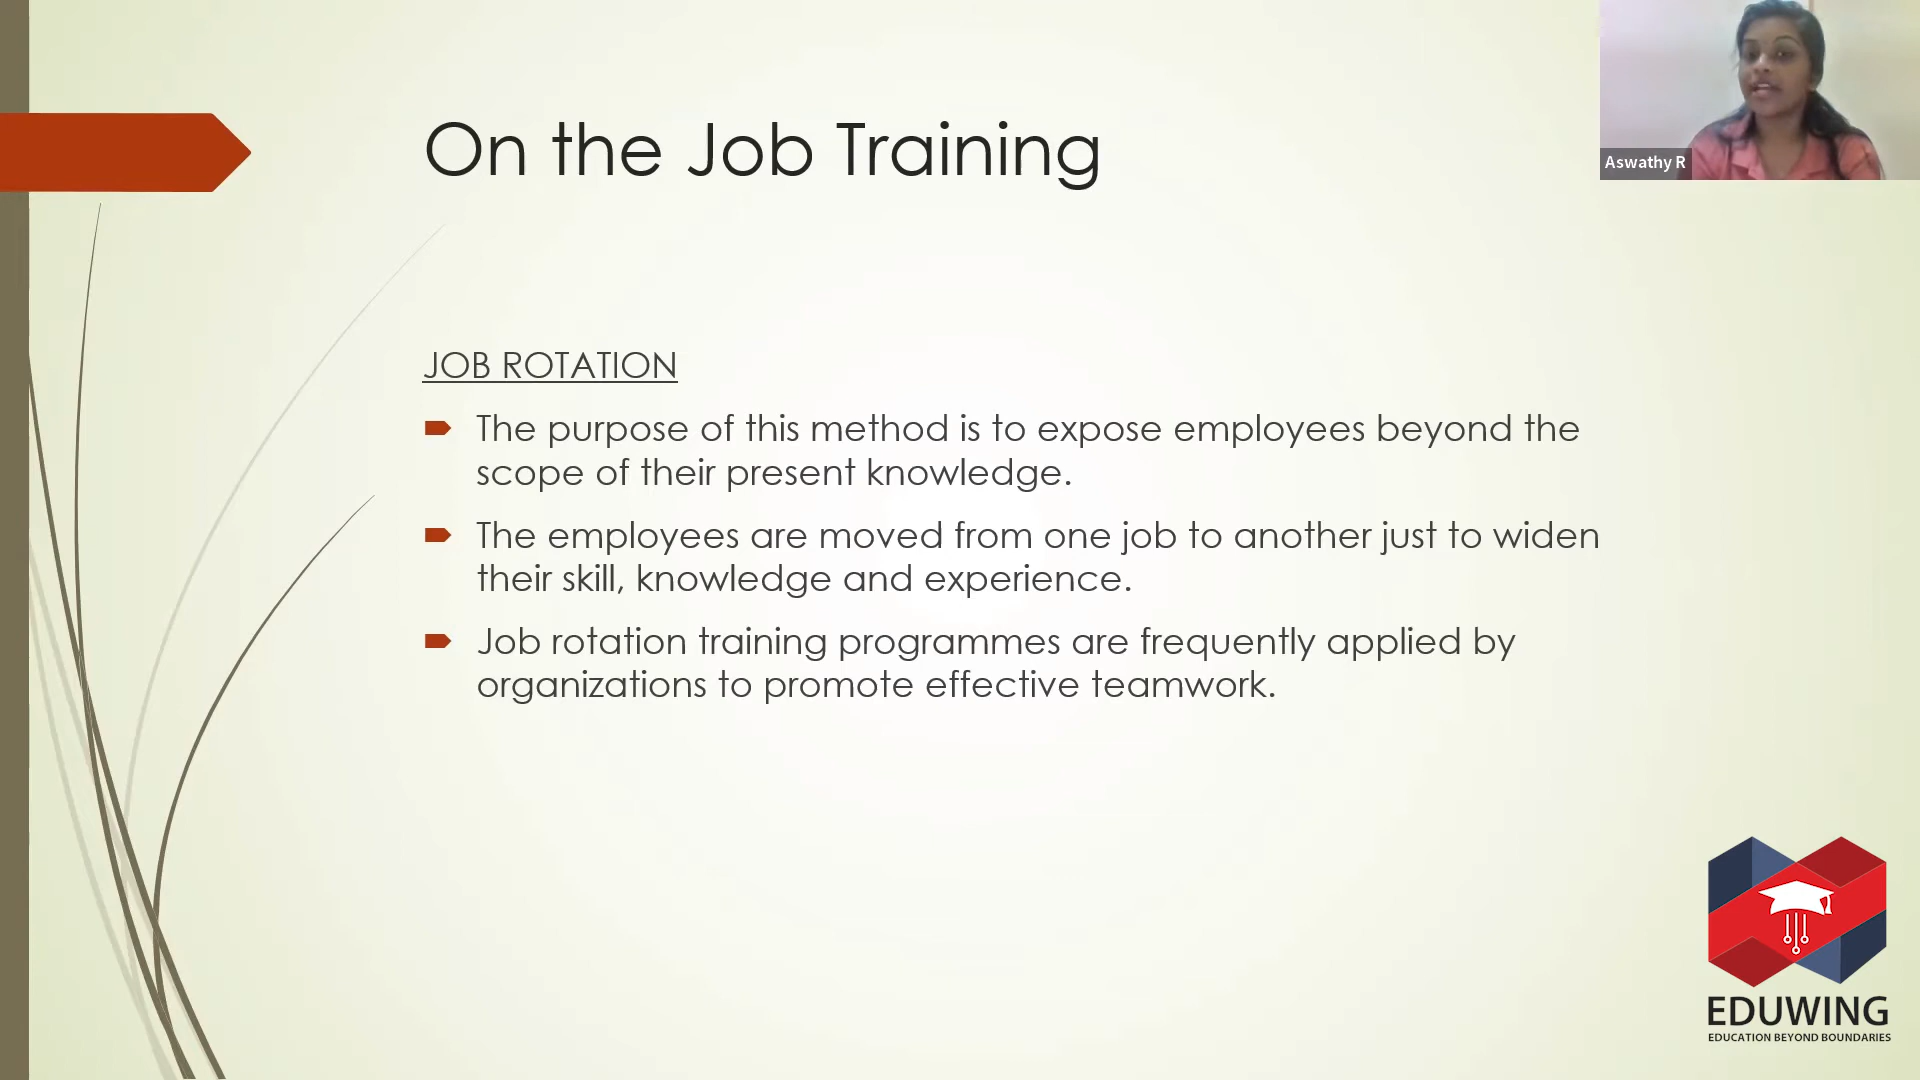 On the Job Training
Aswathy R
JOB ROTATION
The purpose of this method is to expose employees beyond the
scope of their present knowledge.
The employees are moved from one job to another just to widen
their skill, knowledge and experience.
Job rotation training programmes are frequently applied by
organizations to promote effective teamwork.
EDUWING
EDUCATION BEYOND BOUNDARIES